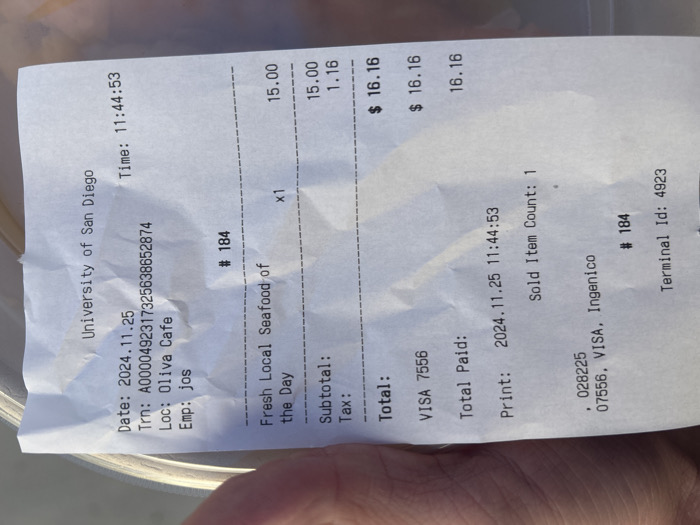 University of San Diego
Date: 2024.11.25 Time: 11:44:53
Trn: A000049231732563865​2874
Loc: Oliva Cafe
Emp: jos
# 184
Fresh Local Seafood of x1 15.00
the Day
Subtotal: 15.00
Tax: 1.16
Total: $ 16.16
VISA 7556 $ 16.16
Total Paid: 16.16
Print: 2024.11.25 11:44:53
Sold Item Count: 1
, 028225
07556, VISA, Ingenico
# 184
Terminal Id: 4923